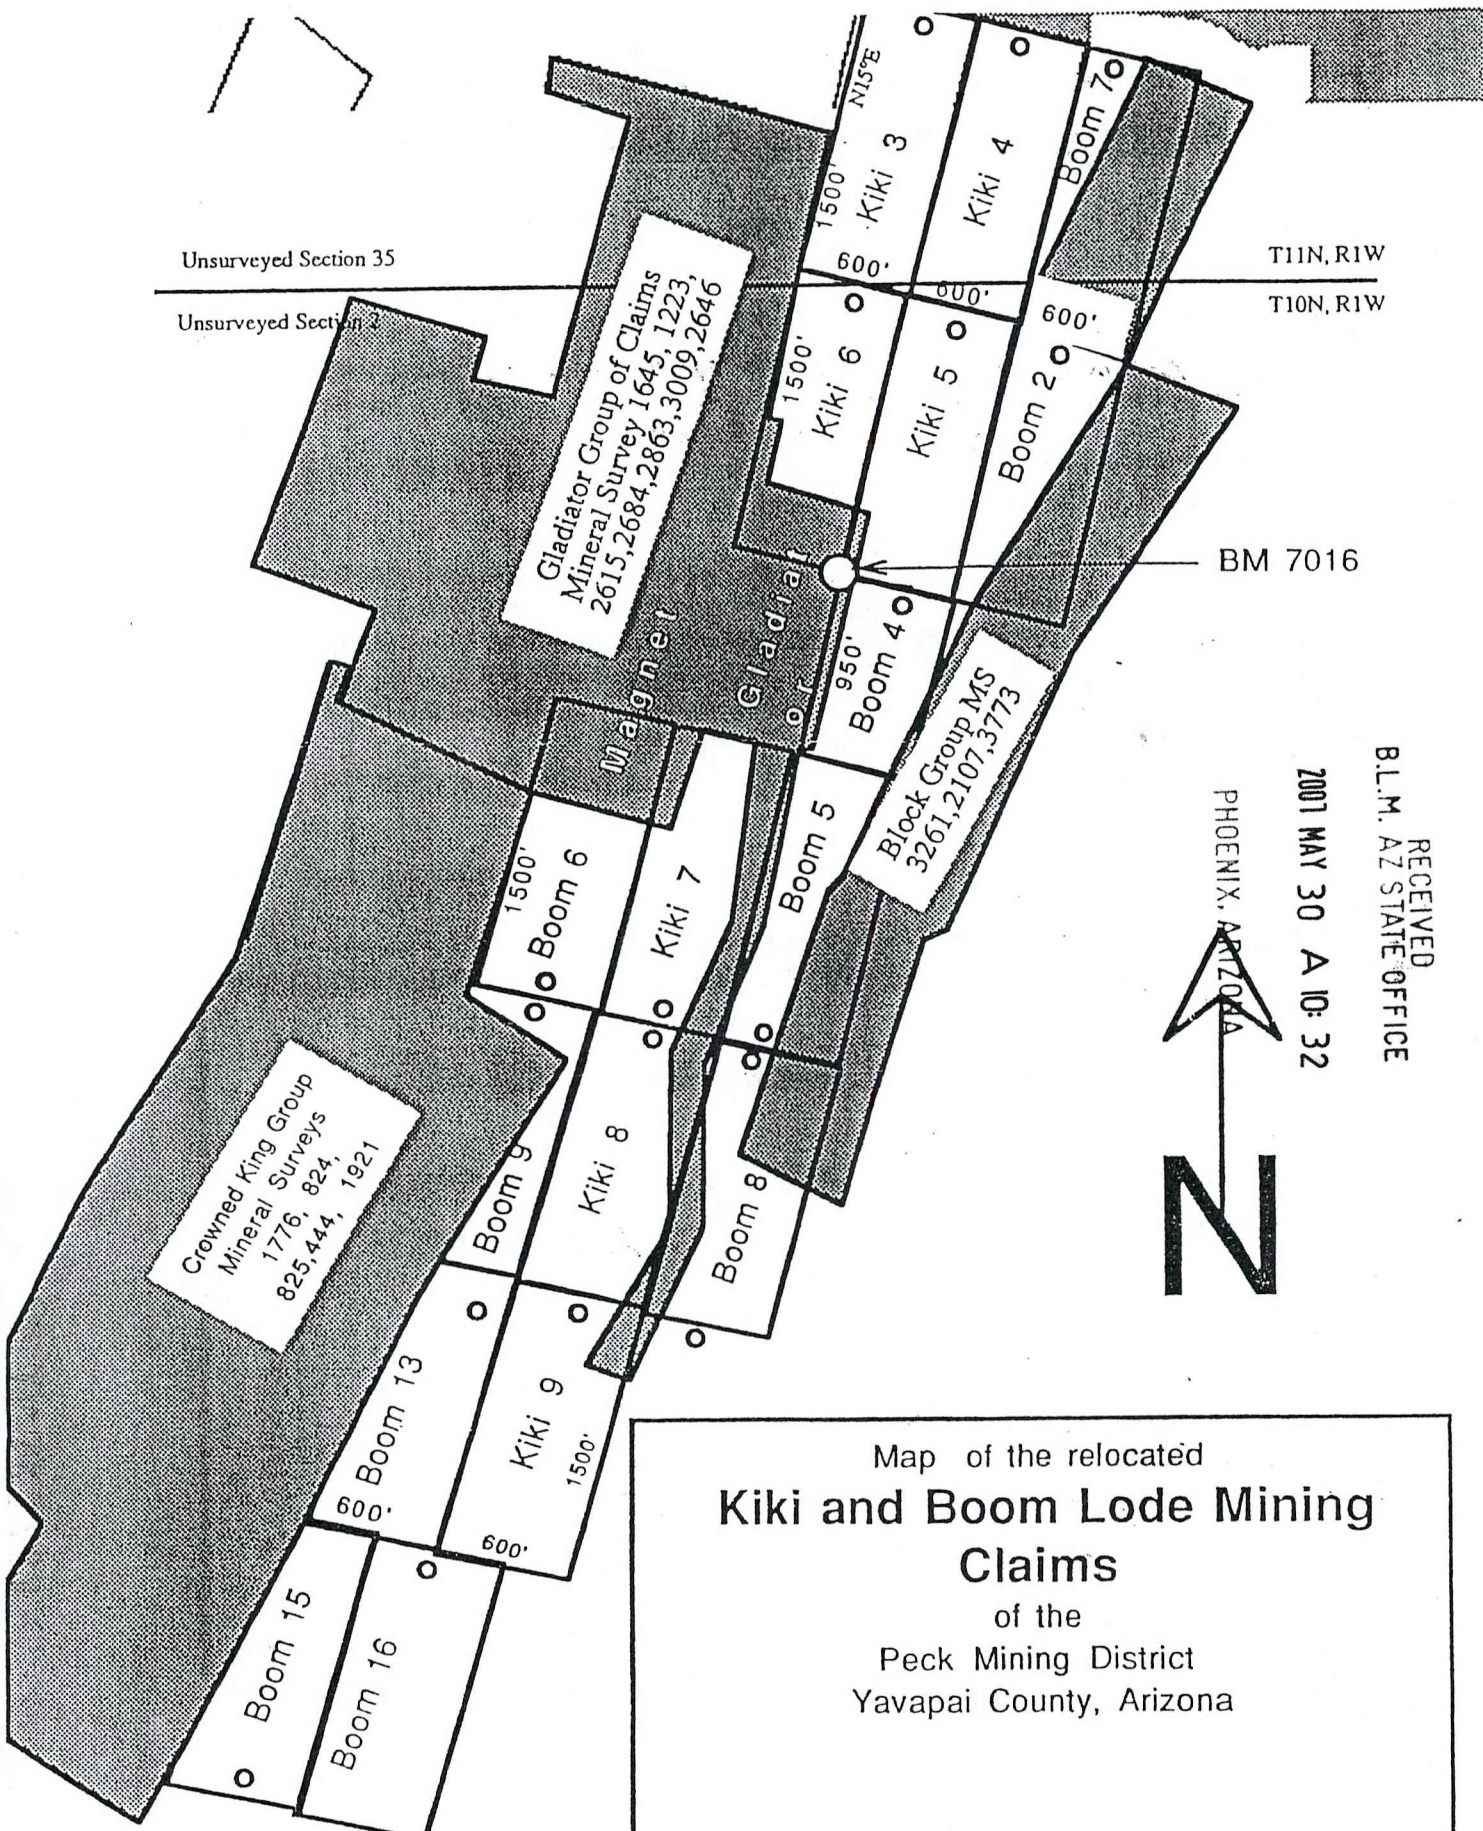 N15°E
Kiki 3
1500'
600'
Kiki 4
600'
Boom 7
Unsurveyed Section 35
T11N, R1W
Unsurveyed Section 2
T10N, R1W
Gladiator Group of Claims
Mineral Survey 1645, 1223,
2615,2684,2863,3009,2646
1500'
Kiki 6
Kiki 5
600'
Boom 2
BM 7016
Magnet
Gladiator
950'
Boom 4
Block Group MS
3261,2107,3773
RECEIVED
B.L.M. AZ STATE OFFICE
2001 MAY 30 A 10: 32
PHOENIX, ARIZONA
N
1500'
Boom 6
Kiki 7
Boom 5
Crowned King Group
Mineral Surveys
1776, 824,
825,444, 1921
Boom 9
Kiki 8
Boom 8
Boom 13
600'
Kiki 9
1500'
600'
Boom 15
Boom 16
Map of the relocated
Kiki and Boom Lode Mining
Claims
of the
Peck Mining District
Yavapai County, Arizona